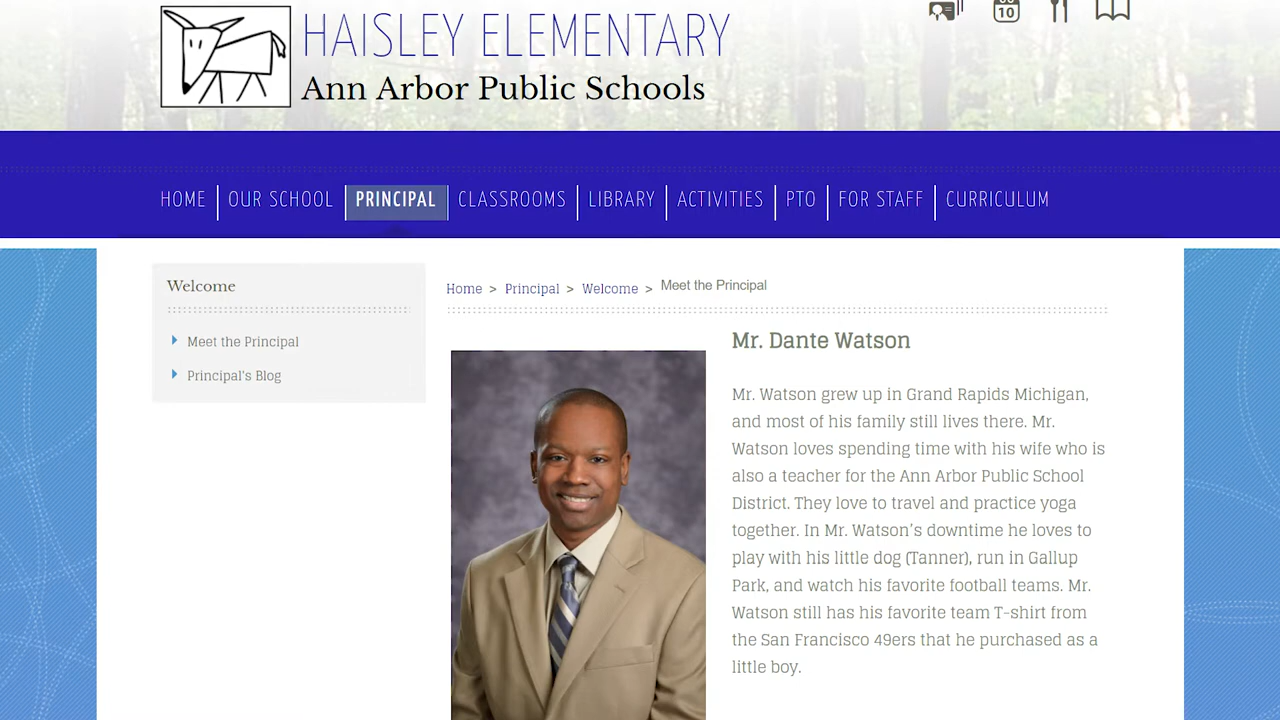 HAISLEY ELEMENTARY
Ann Arbor Public Schools
10
HOME
OUR SCHOOL
PRINCIPAL
CLASSROOMS
LIBRARY
ACTIVITIES
PTO
FOR STAFF
CURRICULUM
Welcome
Meet the Principal
Principal's Blog
Home > Principal > Welcome > Meet the Principal
Mr. Dante Watson
Mr. Watson grew up in Grand Rapids Michigan,
and most of his family still lives there. Mr.
Watson loves spending time with his wife who is
also a teacher for the Ann Arbor Public School
District. They love to travel and practice yoga
together. In Mr. Watson's downtime he loves to
play with his little dog (Tanner), run in Gallup
Park, and watch his favorite football teams. Mr.
Watson still has his favorite team T-shirt from
the San Francisco 49ers that he purchased as a
little boy.